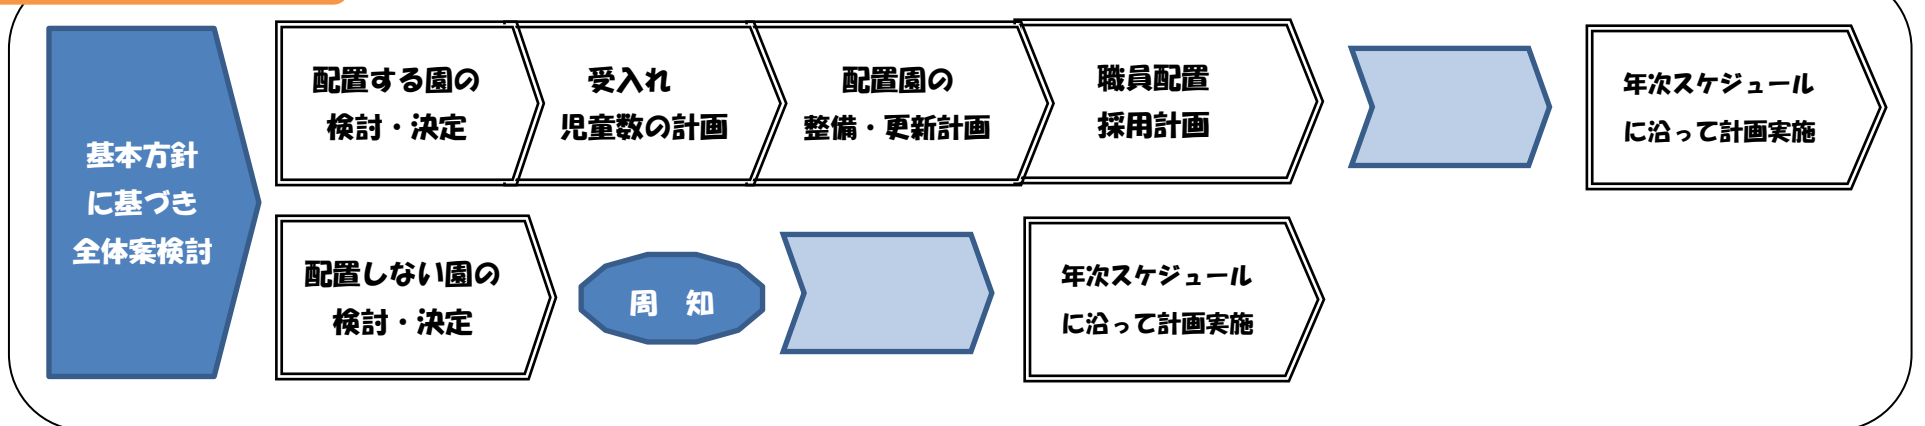 基本方針
に基づき
全体案検討
配置する園の
検討・決定
受入れ
児童数の計画
配置園の
整備・更新計画
職員配置
採用計画
年次スケジュール
に沿って計画実施
配置しない園の
検討・決定
周　知
年次スケジュール
に沿って計画実施